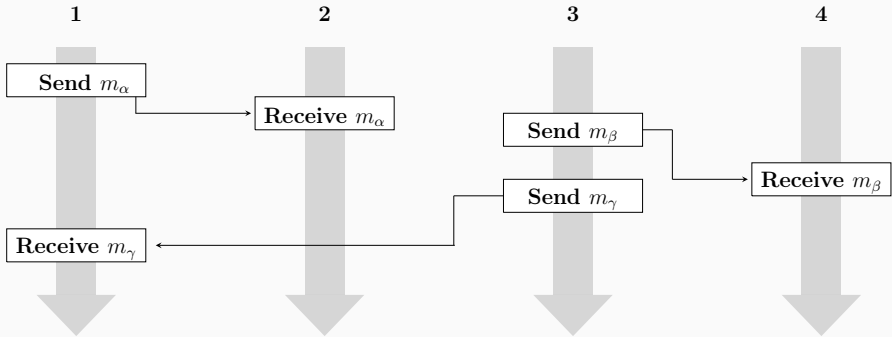 1 2 3 4
Send m_α
Receive m_α
Send m_β
Receive m_β
Send m_γ
Receive m_γ